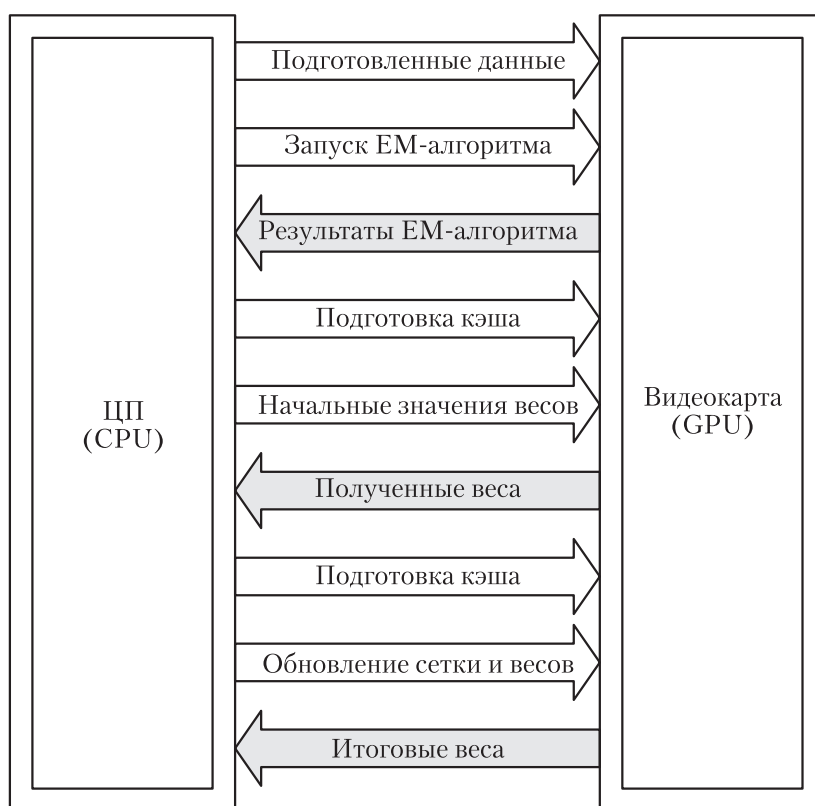 Подготовленные данные
Запуск ЕМ-алгоритма
Результаты ЕМ-алгоритма
Подготовка кэша
ЦП
(CPU)
Начальные значения весов
Видеокарта
(GPU)
Полученные веса
Подготовка кэша
Обновление сетки и весов
Итоговые веса